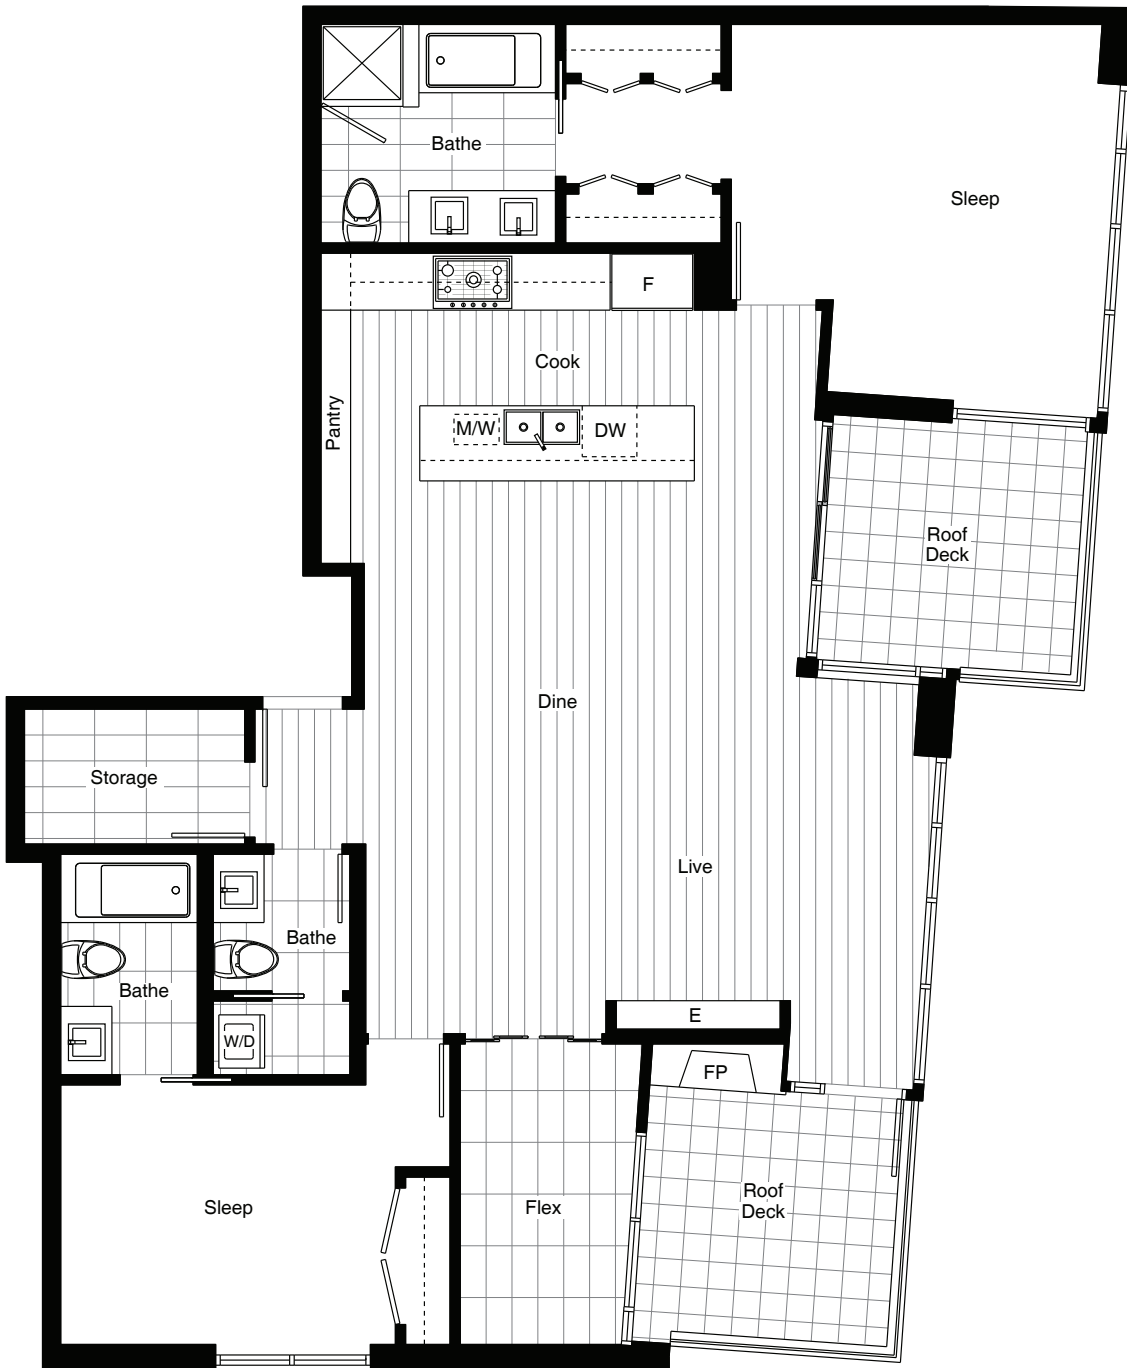 Bathe
Sleep
F
Cook
Pantry
M/W
DW
Roof
Deck
Dine
Storage
Live
Bathe
Bathe
E
W/D
FP
Roof
Deck
Sleep
Flex